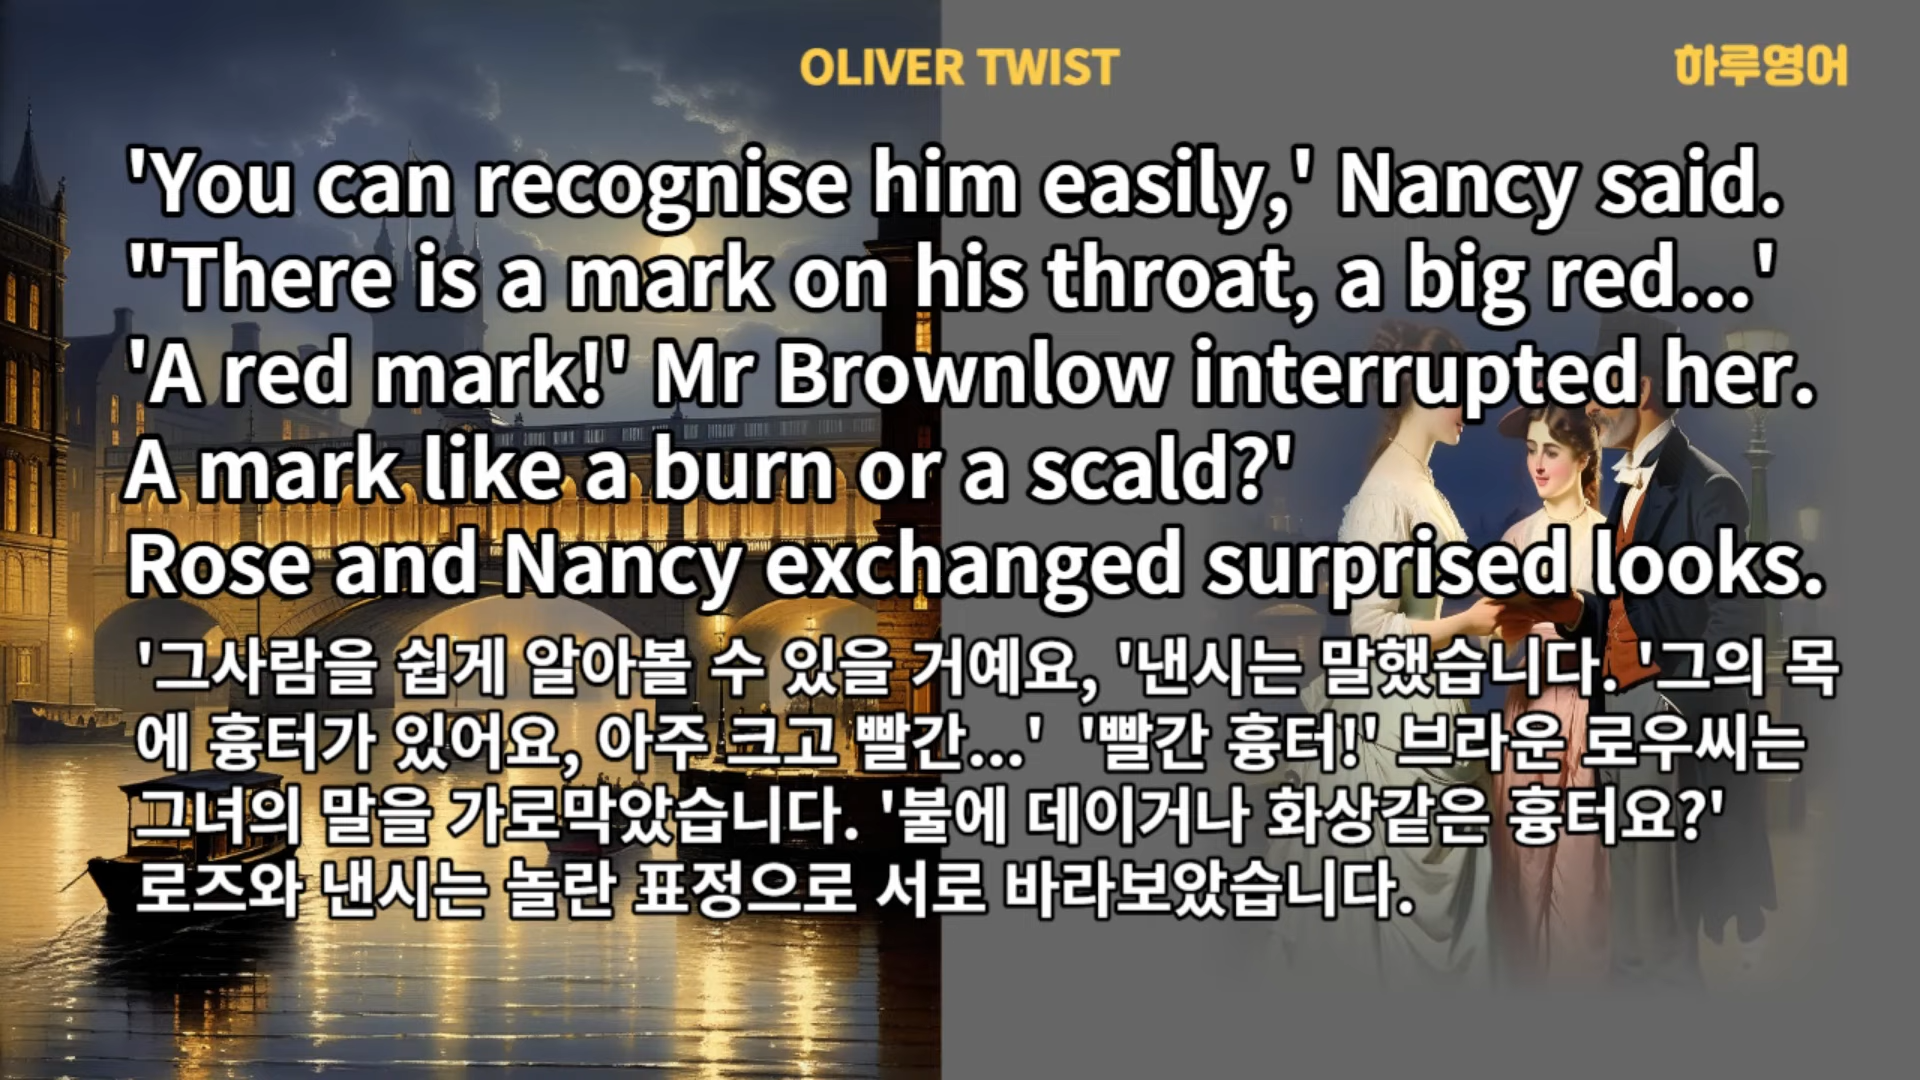 OLIVER TWIST
하루영어
'You can recognise him easily,' Nancy said.
"There is a mark on his throat, a big red...'
'A red mark!' Mr Brownlow interrupted her.
A mark like a burn or a scald?'
Rose and Nancy exchanged surprised looks.
'그사람을 쉽게 알아볼 수 있을 거예요, '낸시는 말했습니다. '그의 목
에 흉터가 있어요, 아주 크고 빨간...' '빨간 흉터!' 브라운 로우씨는
그녀의 말을 가로막았습니다. '불에 데이거나 화상같은 흉터요?'
로즈와 낸시는 놀란 표정으로 서로 바라보았습니다.